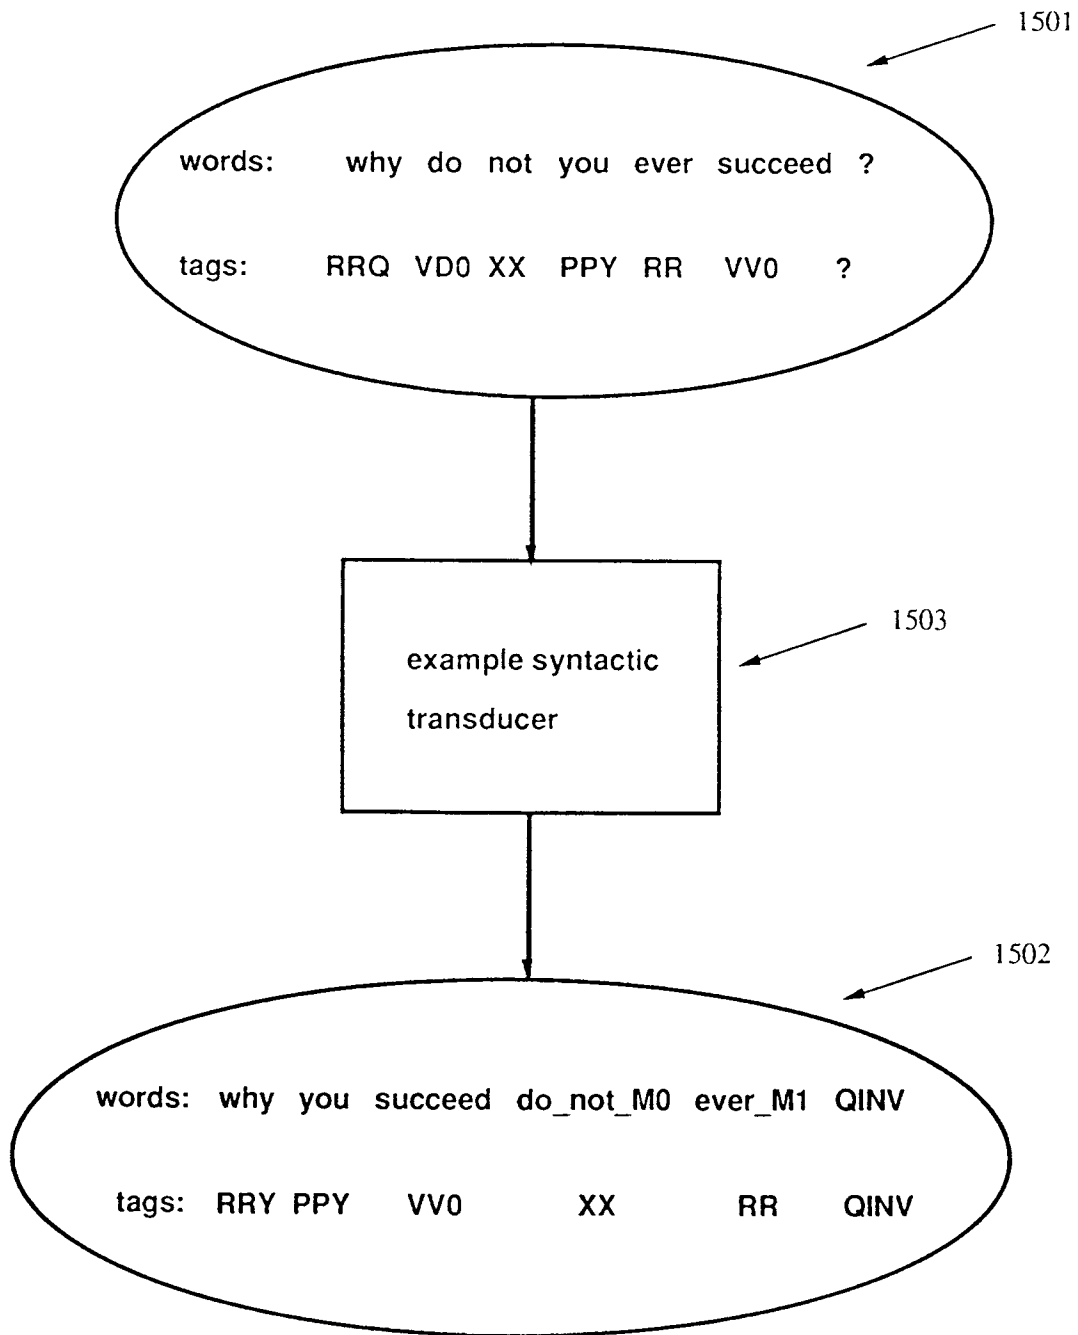 1501
words: why do not you ever succeed ?
tags: RRQ VD0 XX PPY RR VV0 ?
1503
example syntactic
transducer
1502
words: why you succeed do_not_M0 ever_M1 QINV
tags: RRY PPY VV0 XX RR QINV